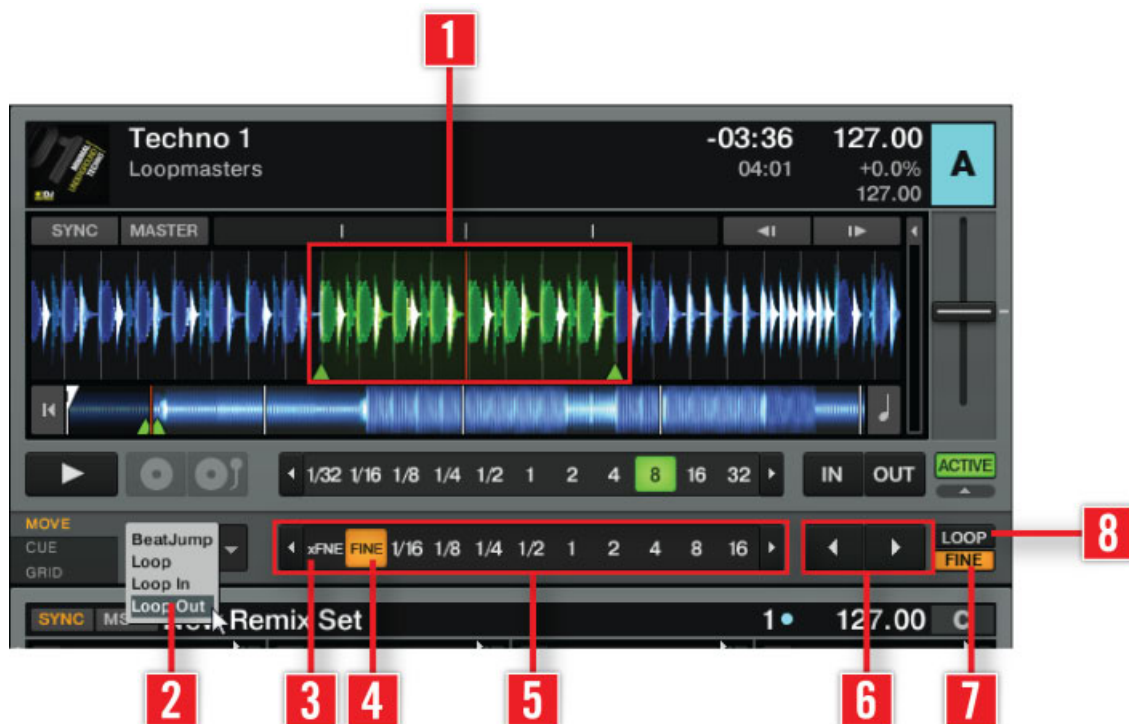 1
Techno 1 -03:36 127.00 A
Loopmasters 04:01 +0.0%
127.00
SYNC MASTER
1/32 1/16 1/8 1/4 1/2 1 2 4 8 16 32 IN OUT ACTIVE
MOVE
CUE
GRID
BeatJump
Loop
Loop In
Loop Out
xFNE FINE 1/16 1/8 1/4 1/2 1 2 4 8 16 LOOP
FINE
8
SYNC Remix Set 1 127.00 C
2 3 4 5 6 7